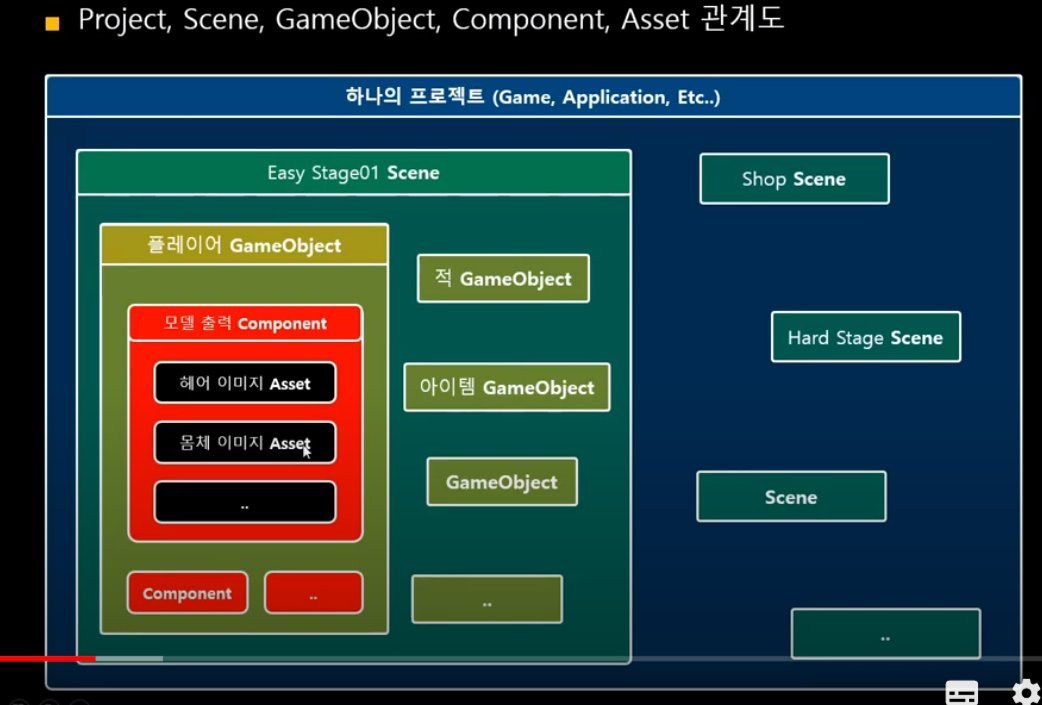 Project, Scene, GameObject, Component, Asset 관계도
하나의 프로젝트 (Game, Application, Etc..)
Easy Stage01 Scene
플레이어 GameObject
모델 출력 Component
헤어 이미지 Asset
몸체 이미지 Asset
..
Component
..
적 GameObject
아이템 GameObject
GameObject
..
Shop Scene
Hard Stage Scene
Scene
..